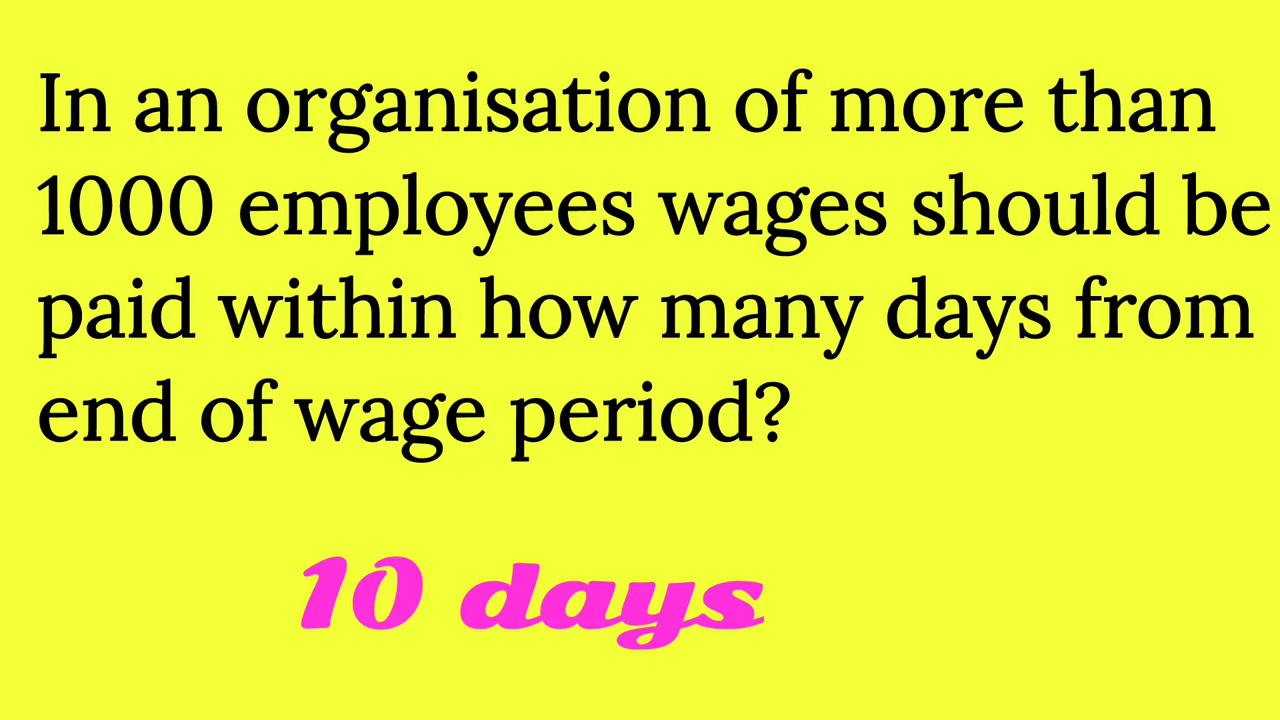 In an organisation of more than
1000 employees wages should be
paid within how many days from
end of wage period?
10 days